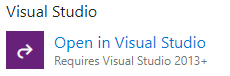 Visual Studio
Open in Visual Studio
Requires Visual Studio 2013+